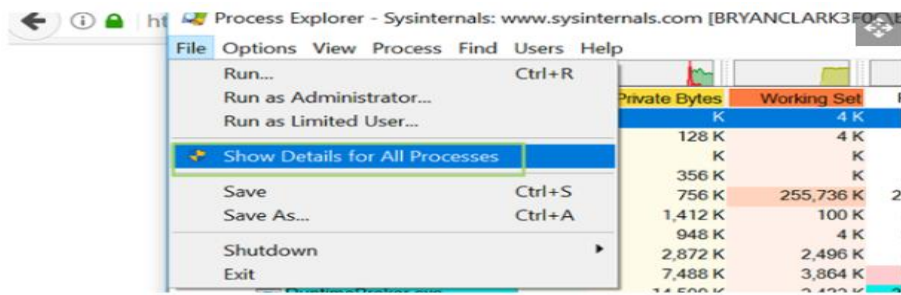 ht
Process Explorer - Sysinternals: www.sysinternals.com [BRYANCLARK3F0
File Options View Process Find Users Help
Run... Ctrl+R
Run as Administrator...
Run as Limited User...
Show Details for All Processes
Save Ctrl+S
Save As... Ctrl+A
Shutdown
Exit
Private Bytes Working Set
K 4 K
128 K 4 K
K K
356 K K
756 K 255,736 K 2
1,412 K 100 K
948 K 4 K
2,872 K 2,496 K
7,488 K 3,864 K